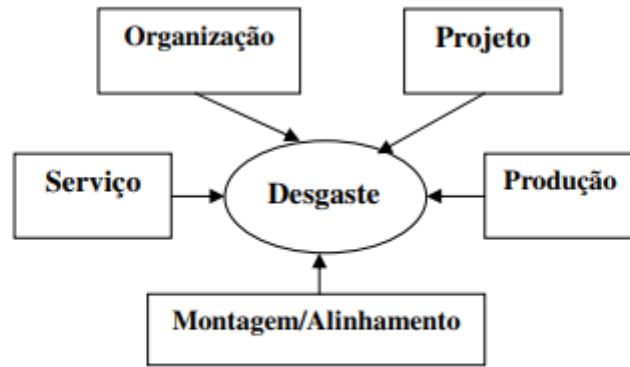 Organização
Projeto
Serviço
Desgaste
Produção
Montagem/Alinhamento